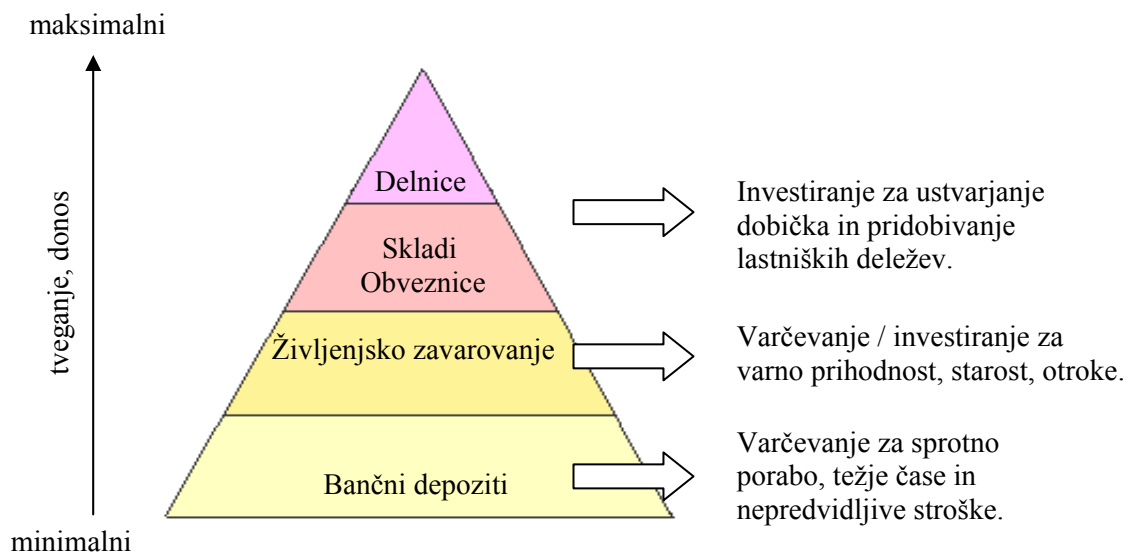 maksimalni
tveganje, donos
minimalni
Delnice
Skladi
Obveznice
Življenjsko zavarovanje
Bančni depoziti
Investiranje za ustvarjanje
dobička in pridobivanje
lastniških deležev.
Varčevanje / investiranje za
varno prihodnost, starost, otroke.
Varčevanje za sprotno
porabo, težje čase in
nepredvidljive stroške.